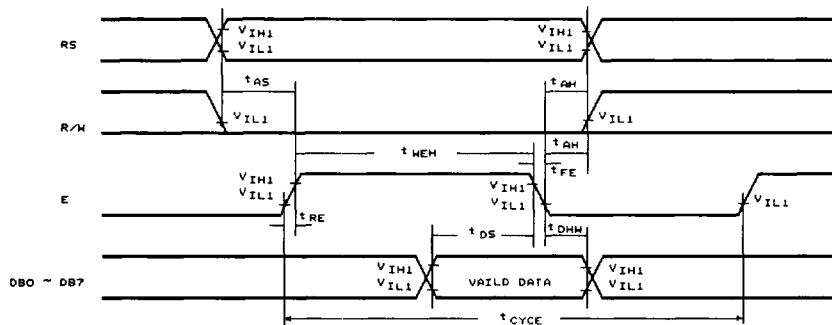 RS
VIH1
VIL1
VIH1
VIL1
tAS
tAH
R/W
VIL1
VIL1
tAH
tWEH
tFE
E
VIH1
VIL1
VIH1
VIL1
VIL1
tRE
tDS
tDHW
DB0 ~ DB7
VIH1
VIL1
VAILD DATA
VIH1
VIL1
tCYCE